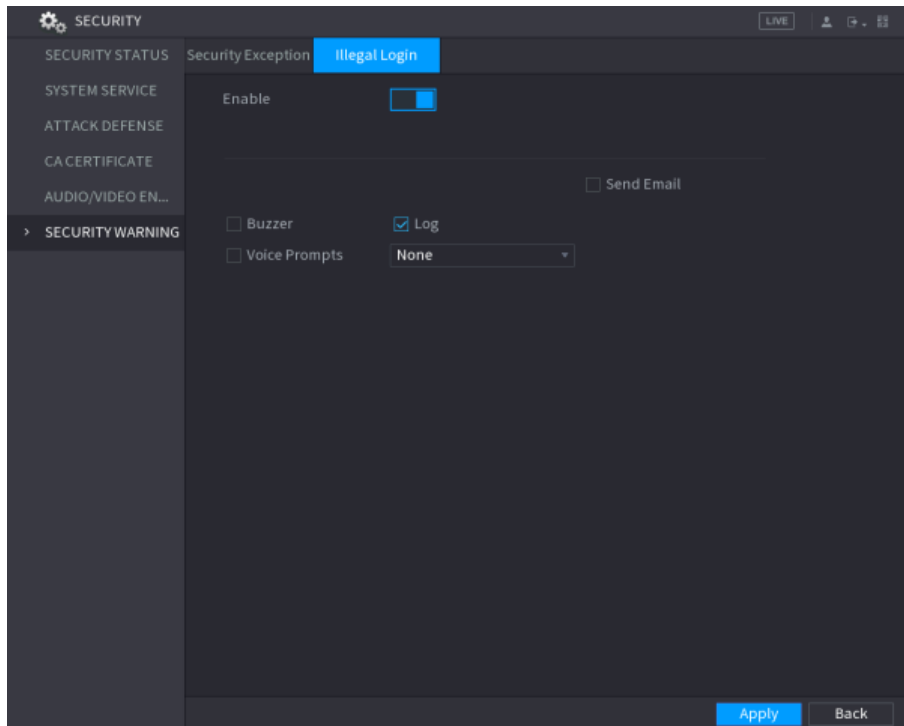 SECURITY
LIVE
SECURITY STATUS
SYSTEM SERVICE
ATTACK DEFENSE
CA CERTIFICATE
AUDIO/VIDEO EN...
> SECURITY WARNING
Security Exception
Illegal Login
Enable
Send Email
Buzzer
Log
Voice Prompts
None
Apply
Back